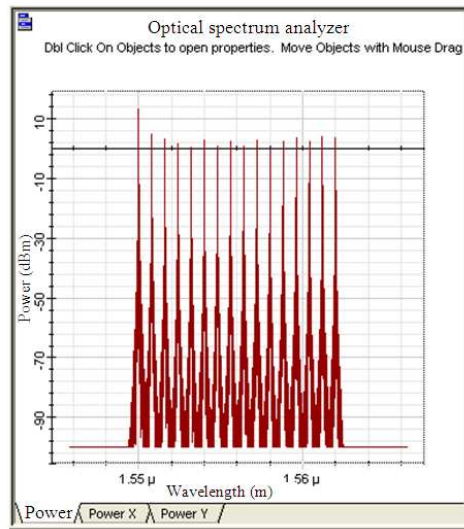 Optical spectrum analyzer
Dbl Click On Objects to open properties. Move Objects with Mouse Drag
Power (dBm)
10
-10
-30
-50
-70
-90
1.55 µ
1.56 µ
Wavelength (m)
Power
Power X
Power Y